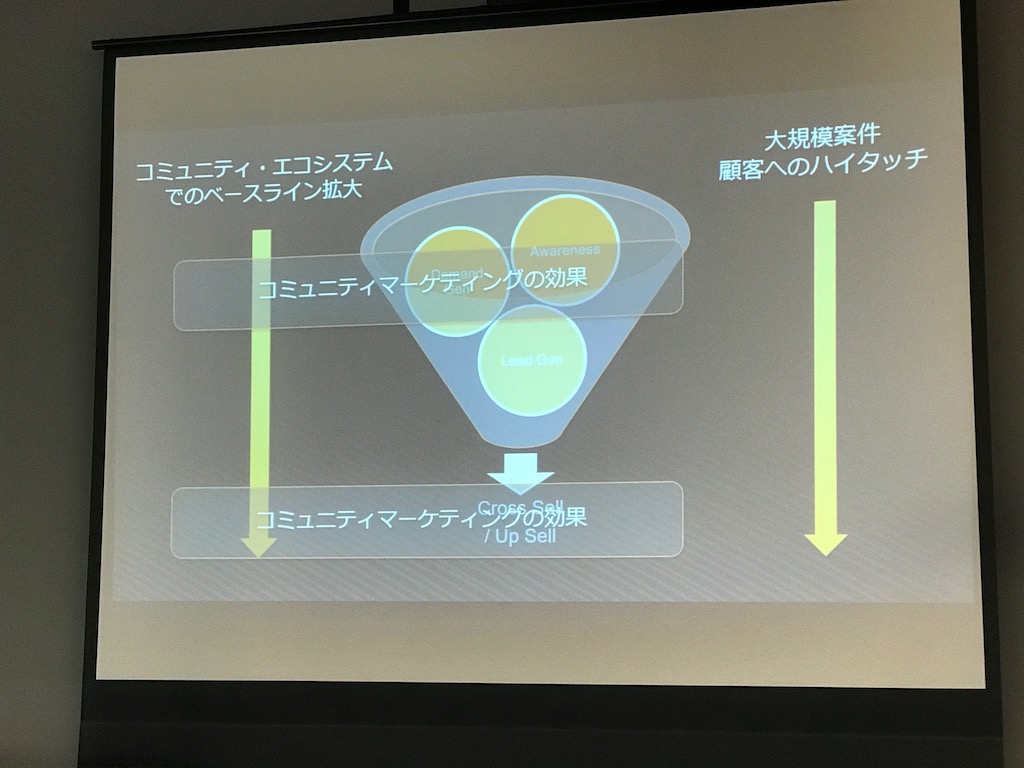 コミュニティ・エコシステム
でのベースライン拡大
大規模案件
顧客へのハイタッチ
Awareness
Demand
Gen
コミュニティマーケティングの効果
Lead Gen
Cross Sell
/ Up Sell
コミュニティマーケティングの効果